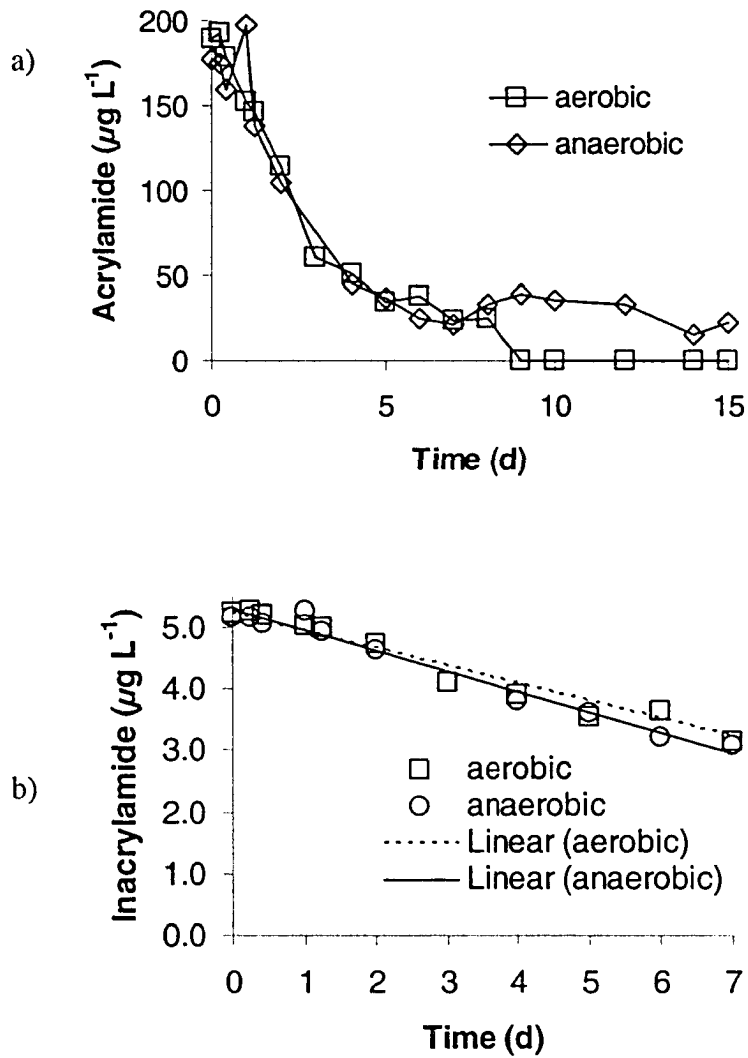 a)
Acrylamide (µg L⁻¹)
200
150
100
50
0
aerobic
anaerobic
0 5 10 15
Time (d)
b)
lnacrylamide (µg L⁻¹)
5.0
4.0
3.0
2.0
1.0
0.0
aerobic
anaerobic
Linear (aerobic)
Linear (anaerobic)
0 1 2 3 4 5 6 7
Time (d)